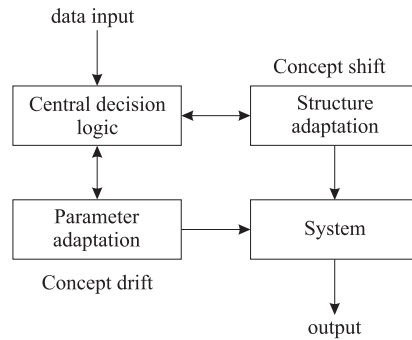 data input
Concept shift
Central decision
logic
Structure
adaptation
Parameter
adaptation
System
Concept drift
output